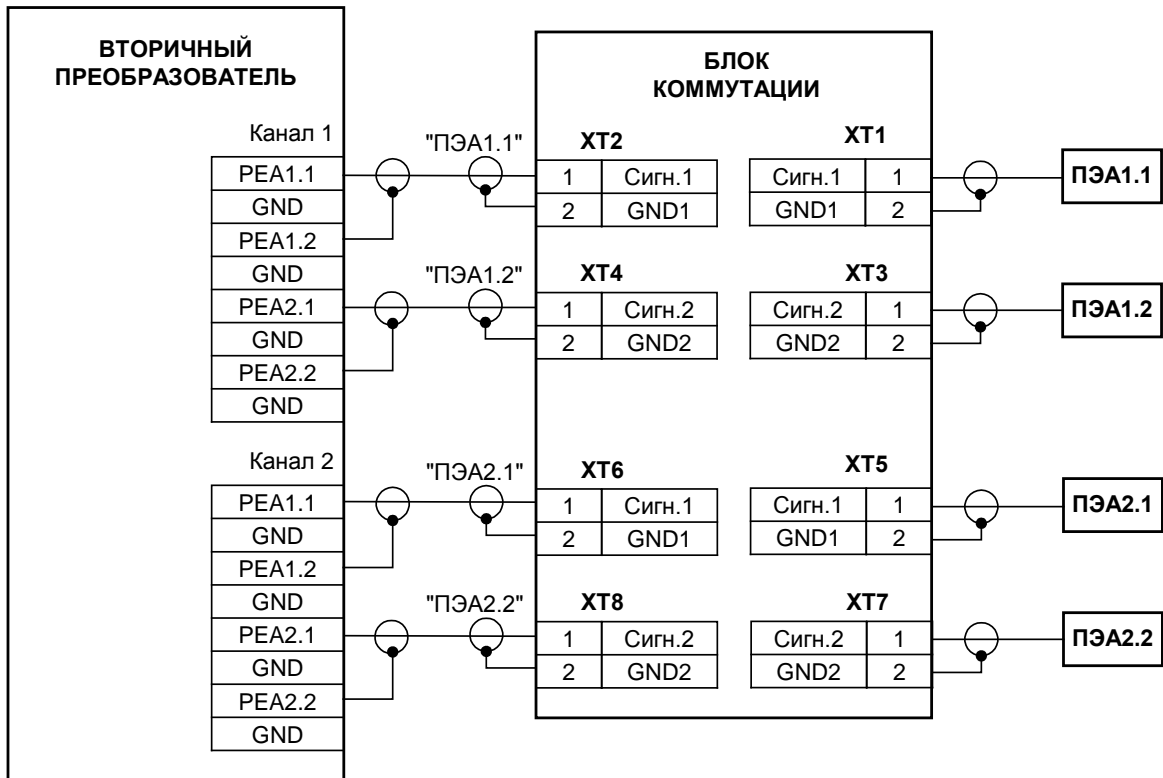 ВТОРИЧНЫЙ
ПРЕОБРАЗОВАТЕЛЬ
Канал 1
PEA1.1
GND
PEA1.2
GND
PEA2.1
GND
PEA2.2
GND
Канал 2
PEA1.1
GND
PEA1.2
GND
PEA2.1
GND
PEA2.2
GND
"ПЭА1.1"
"ПЭА1.2"
"ПЭА2.1"
"ПЭА2.2"
БЛОК
КОММУТАЦИИ
XT2
1 Сигн.1
2 GND1
XT1
Сигн.1 1
GND1 2
XT4
1 Сигн.2
2 GND2
XT3
Сигн.2 1
GND2 2
XT6
1 Сигн.1
2 GND1
XT5
Сигн.1 1
GND1 2
XT8
1 Сигн.2
2 GND2
XT7
Сигн.2 1
GND2 2
ПЭА1.1
ПЭА1.2
ПЭА2.1
ПЭА2.2